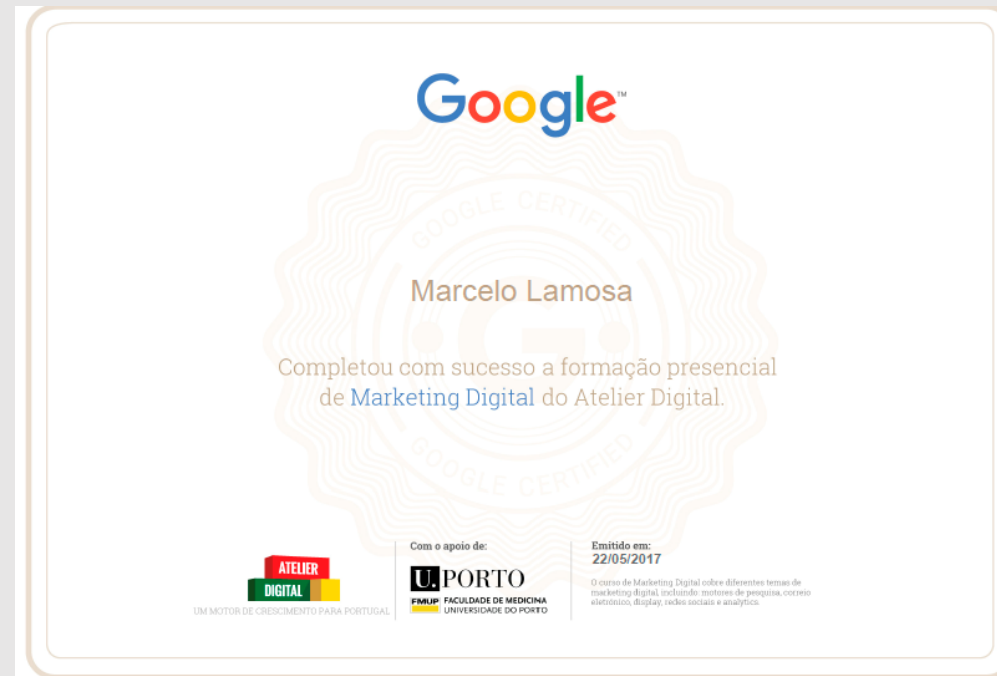 Google™
GOOGLE CERTIFIED
Marcelo Lamosa
Completou com sucesso a formação presencial
de Marketing Digital do Atelier Digital.
GOOGLE CERTIFIED
ATELIER
DIGITAL
UM MOTOR DE CRESCIMENTO PARA PORTUGAL
Com o apoio de:
U.PORTO
FMUP FACULDADE DE MEDICINA
UNIVERSIDADE DO PORTO
Emitido em:
22/05/2017
O curso de Marketing Digital cobre diferentes temas de
marketing digital, incluindo: motores de pesquisa, correio
eletrónico, display, redes sociais e analytics.